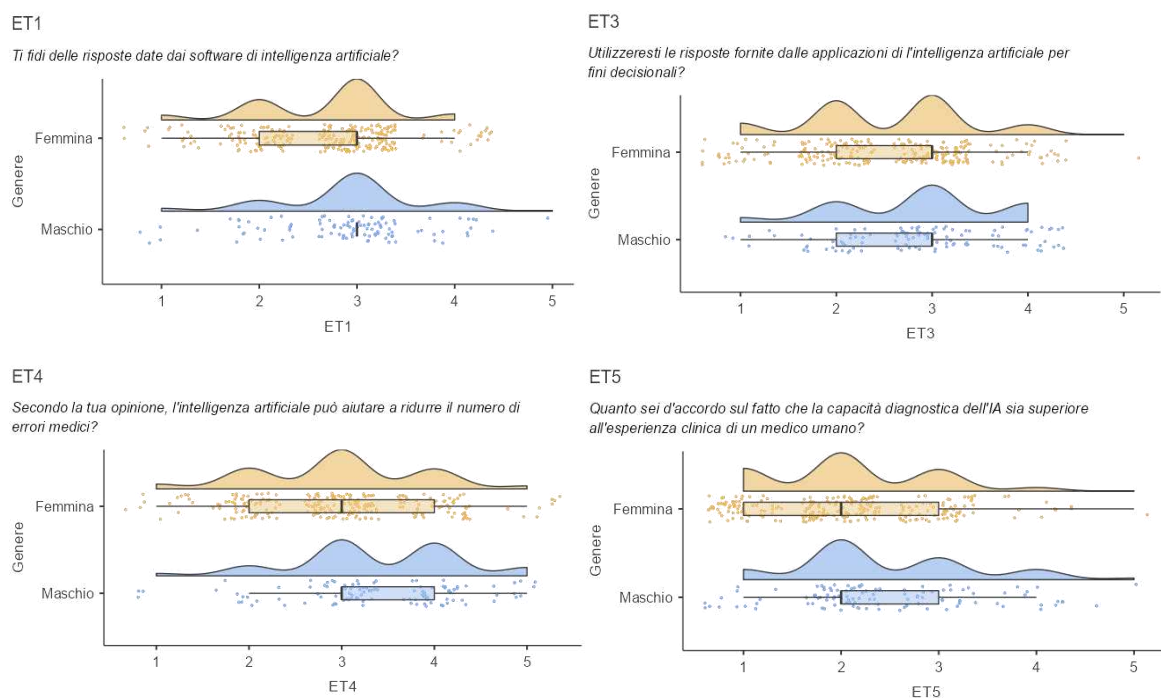 ET1
Ti fidi delle risposte date dai software di intelligenza artificiale?
Genere
Femmina
Maschio
1 2 3 4 5
ET1
ET3
Utilizzeresti le risposte fornite dalle applicazioni di l'intelligenza artificiale per
fini decisionali?
Genere
Femmina
Maschio
1 2 3 4 5
ET3
ET4
Secondo la tua opinione, l'intelligenza artificiale può aiutare a ridurre il numero di
errori medici?
Genere
Femmina
Maschio
1 2 3 4 5
ET4
ET5
Quanto sei d'accordo sul fatto che la capacità diagnostica dell'IA sia superiore
all'esperienza clinica di un medico umano?
Genere
Femmina
Maschio
1 2 3 4 5
ET5